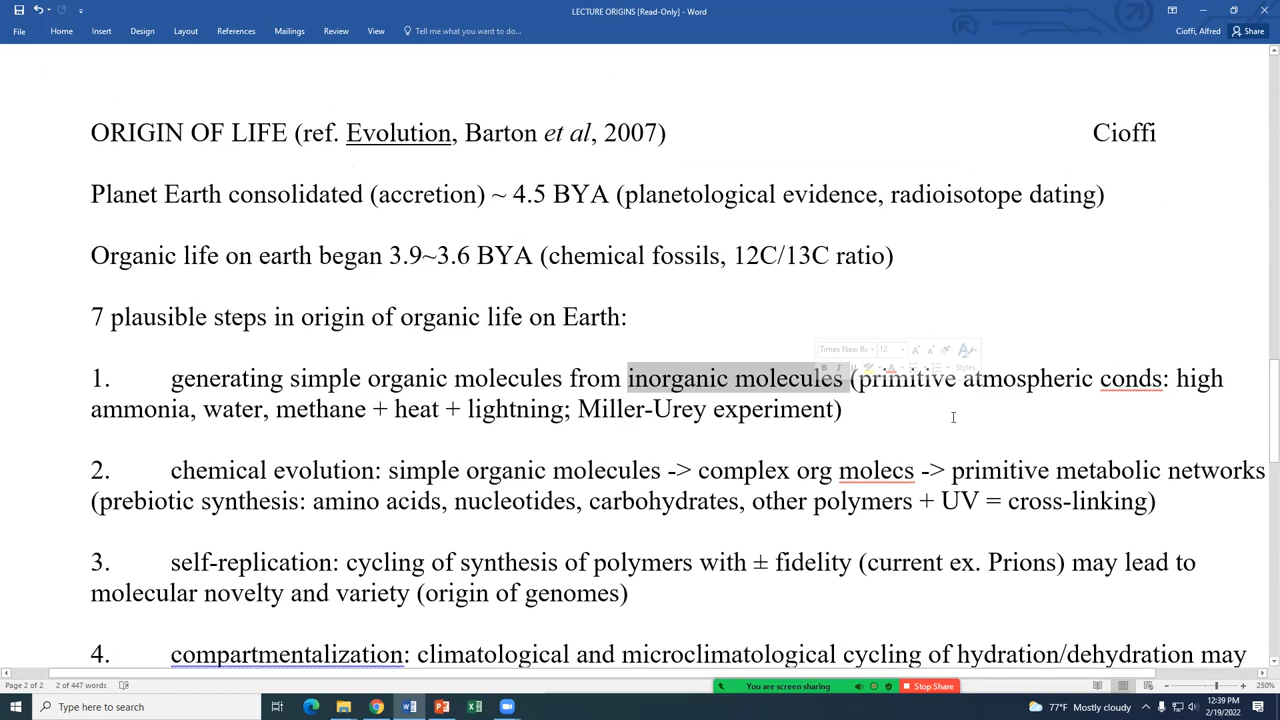 LECTURE ORIGINS [Read-Only] - Word
File Home Insert Design Layout References Mailings Review View Tell me what you want to do... Cioffi, Alfred Share
ORIGIN OF LIFE (ref. Evolution, Barton et al, 2007) Cioffi
Planet Earth consolidated (accretion) ~ 4.5 BYA (planetological evidence, radioisotope dating)
Organic life on earth began 3.9~3.6 BYA (chemical fossils, 12C/13C ratio)
7 plausible steps in origin of organic life on Earth:
Times New Ro 12
Styles
1. generating simple organic molecules from inorganic molecules (primitive atmospheric conds: high
ammonia, water, methane + heat + lightning; Miller-Urey experiment)
2. chemical evolution: simple organic molecules -> complex org molecs -> primitive metabolic networks
(prebiotic synthesis: amino acids, nucleotides, carbohydrates, other polymers + UV = cross-linking)
3. self-replication: cycling of synthesis of polymers with ± fidelity (current ex. Prions) may lead to
molecular novelty and variety (origin of genomes)
4. compartmentalization: climatological and microclimatological cycling of hydration/dehydration may
Page 2 of 2 2 of 447 words You are screen sharing Stop Share 250%
Type here to search 77°F Mostly cloudy 12:39 PM
2/19/2022